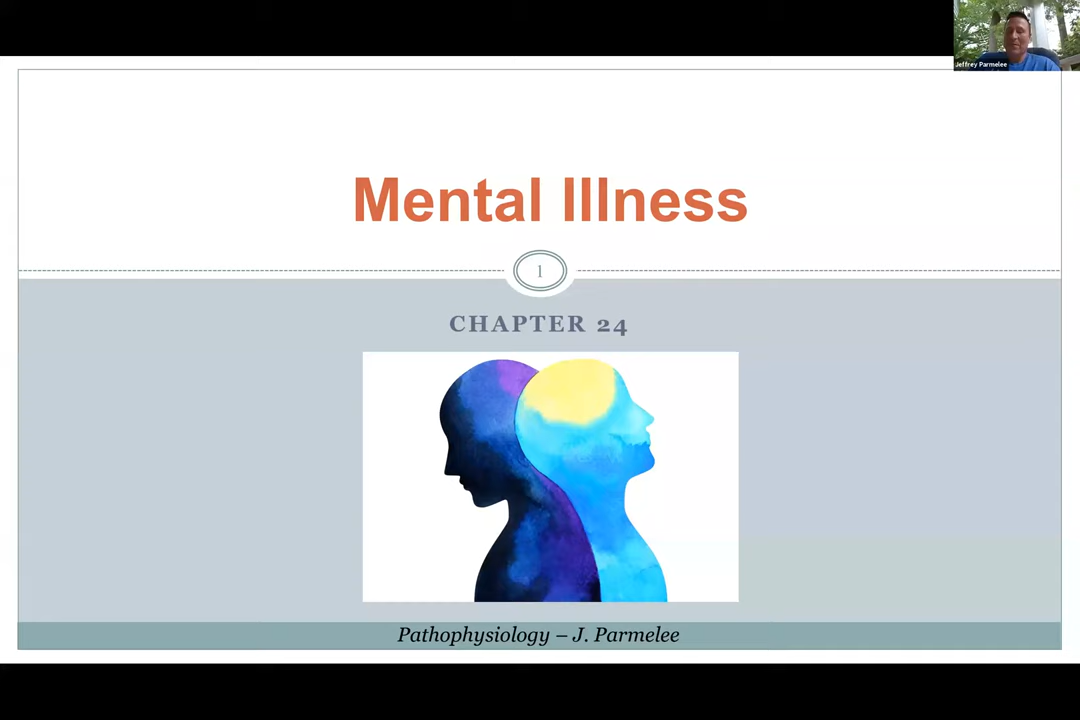 Jeffrey Parmelee
Mental Illness
1
CHAPTER 24
Pathophysiology – J. Parmelee